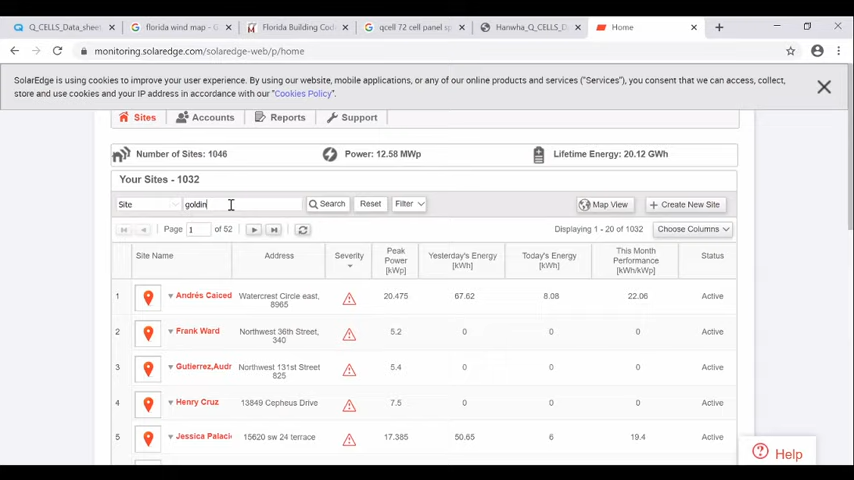 Q_CELLS_Data_sheet
florida wind map - G
Florida Building Cod
qcell 72 cell panel sp
Hanwha_Q_CELLS_D
Home
monitoring.solaredge.com/solaredge-web/p/home
SolarEdge is using cookies to improve your user experience. By using our website, mobile applications, or any of our online products and services ("Services"), you consent that we can access, collect,
store and use cookies and your IP address in accordance with our "Cookies Policy".
Sites Accounts Reports Support
Number of Sites: 1046 Power: 12.58 MWp Lifetime Energy: 20.12 GWh
Your Sites - 1032
Site goldin Search Reset Filter Map View + Create New Site
Page 1 of 52 Displaying 1 - 20 of 1032 Choose Columns
Site Name Address Severity Peak Power [kWp] Yesterday's Energy [kWh] Today's Energy [kWh] This Month Performance [kWh/kWp] Status
1 Andrés Caiced Watercrest Circle east, 8965 20.475 67.62 8.08 22.06 Active
2 Frank Ward Northwest 36th Street, 340 5.2 0 0 0 Active
3 Gutierrez,Audr Northwest 131st Street 825 5.4 0 0 0 Active
4 Henry Cruz 13849 Cepheus Drive 7.5 0 0 0 Active
5 Jessica Palaci 15620 sw 24 terrace 17.385 50.65 6 19.4 Active
Help